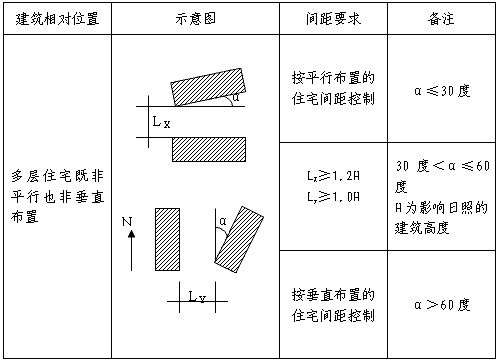 建筑相对位置 示意图 间距要求 备注
多层住宅既非
平行也非垂直
布置
α
Lx
N
α
Ly
按平行布置的
住宅间距控制
α≤30度
Lx≥1.2H
Ly≥1.0H
30度<α≤60
度
H为影响日照的
建筑高度
按垂直布置的
住宅间距控制
α>60度